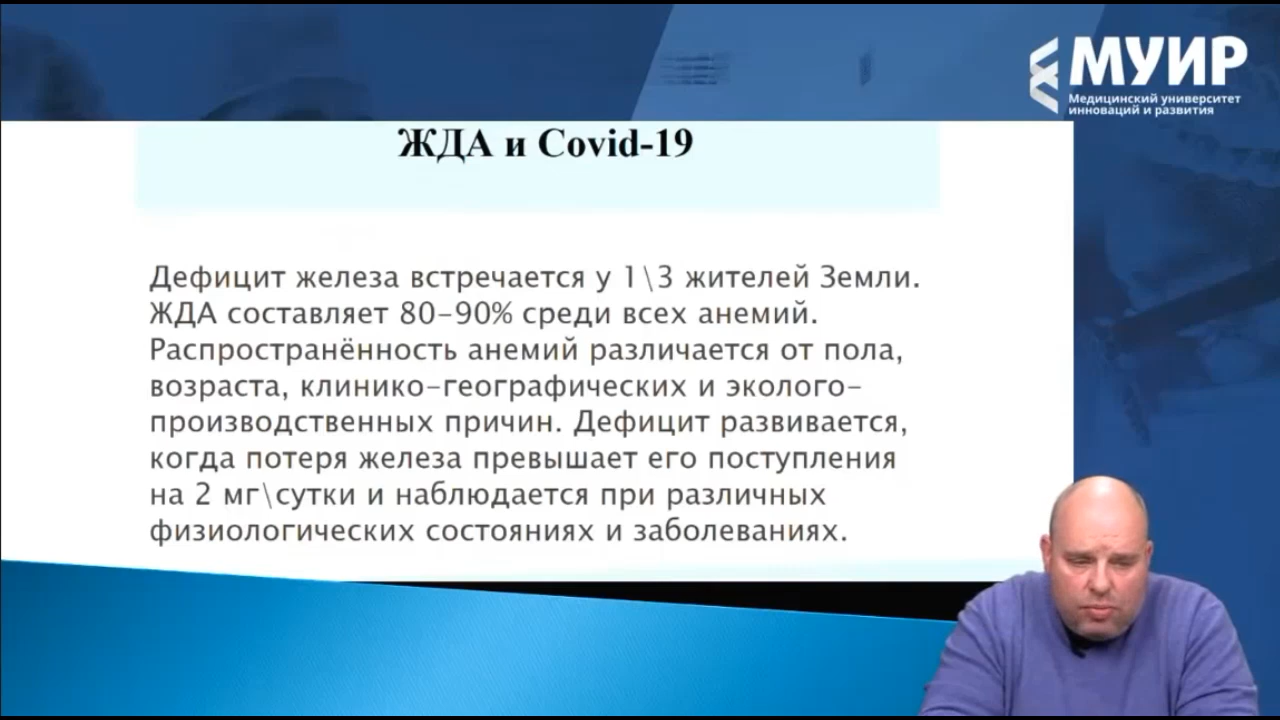 МУИР
Медицинский университет
инноваций и развития
ЖДА и Covid-19
Дефицит железа встречается у 1\3 жителей Земли.
ЖДА составляет 80-90% среди всех анемий.
Распространённость анемий различается от пола,
возраста, клинико-географических и эколого-
производственных причин. Дефицит развивается,
когда потеря железа превышает его поступления
на 2 мг\сутки и наблюдается при различных
физиологических состояниях и заболеваниях.